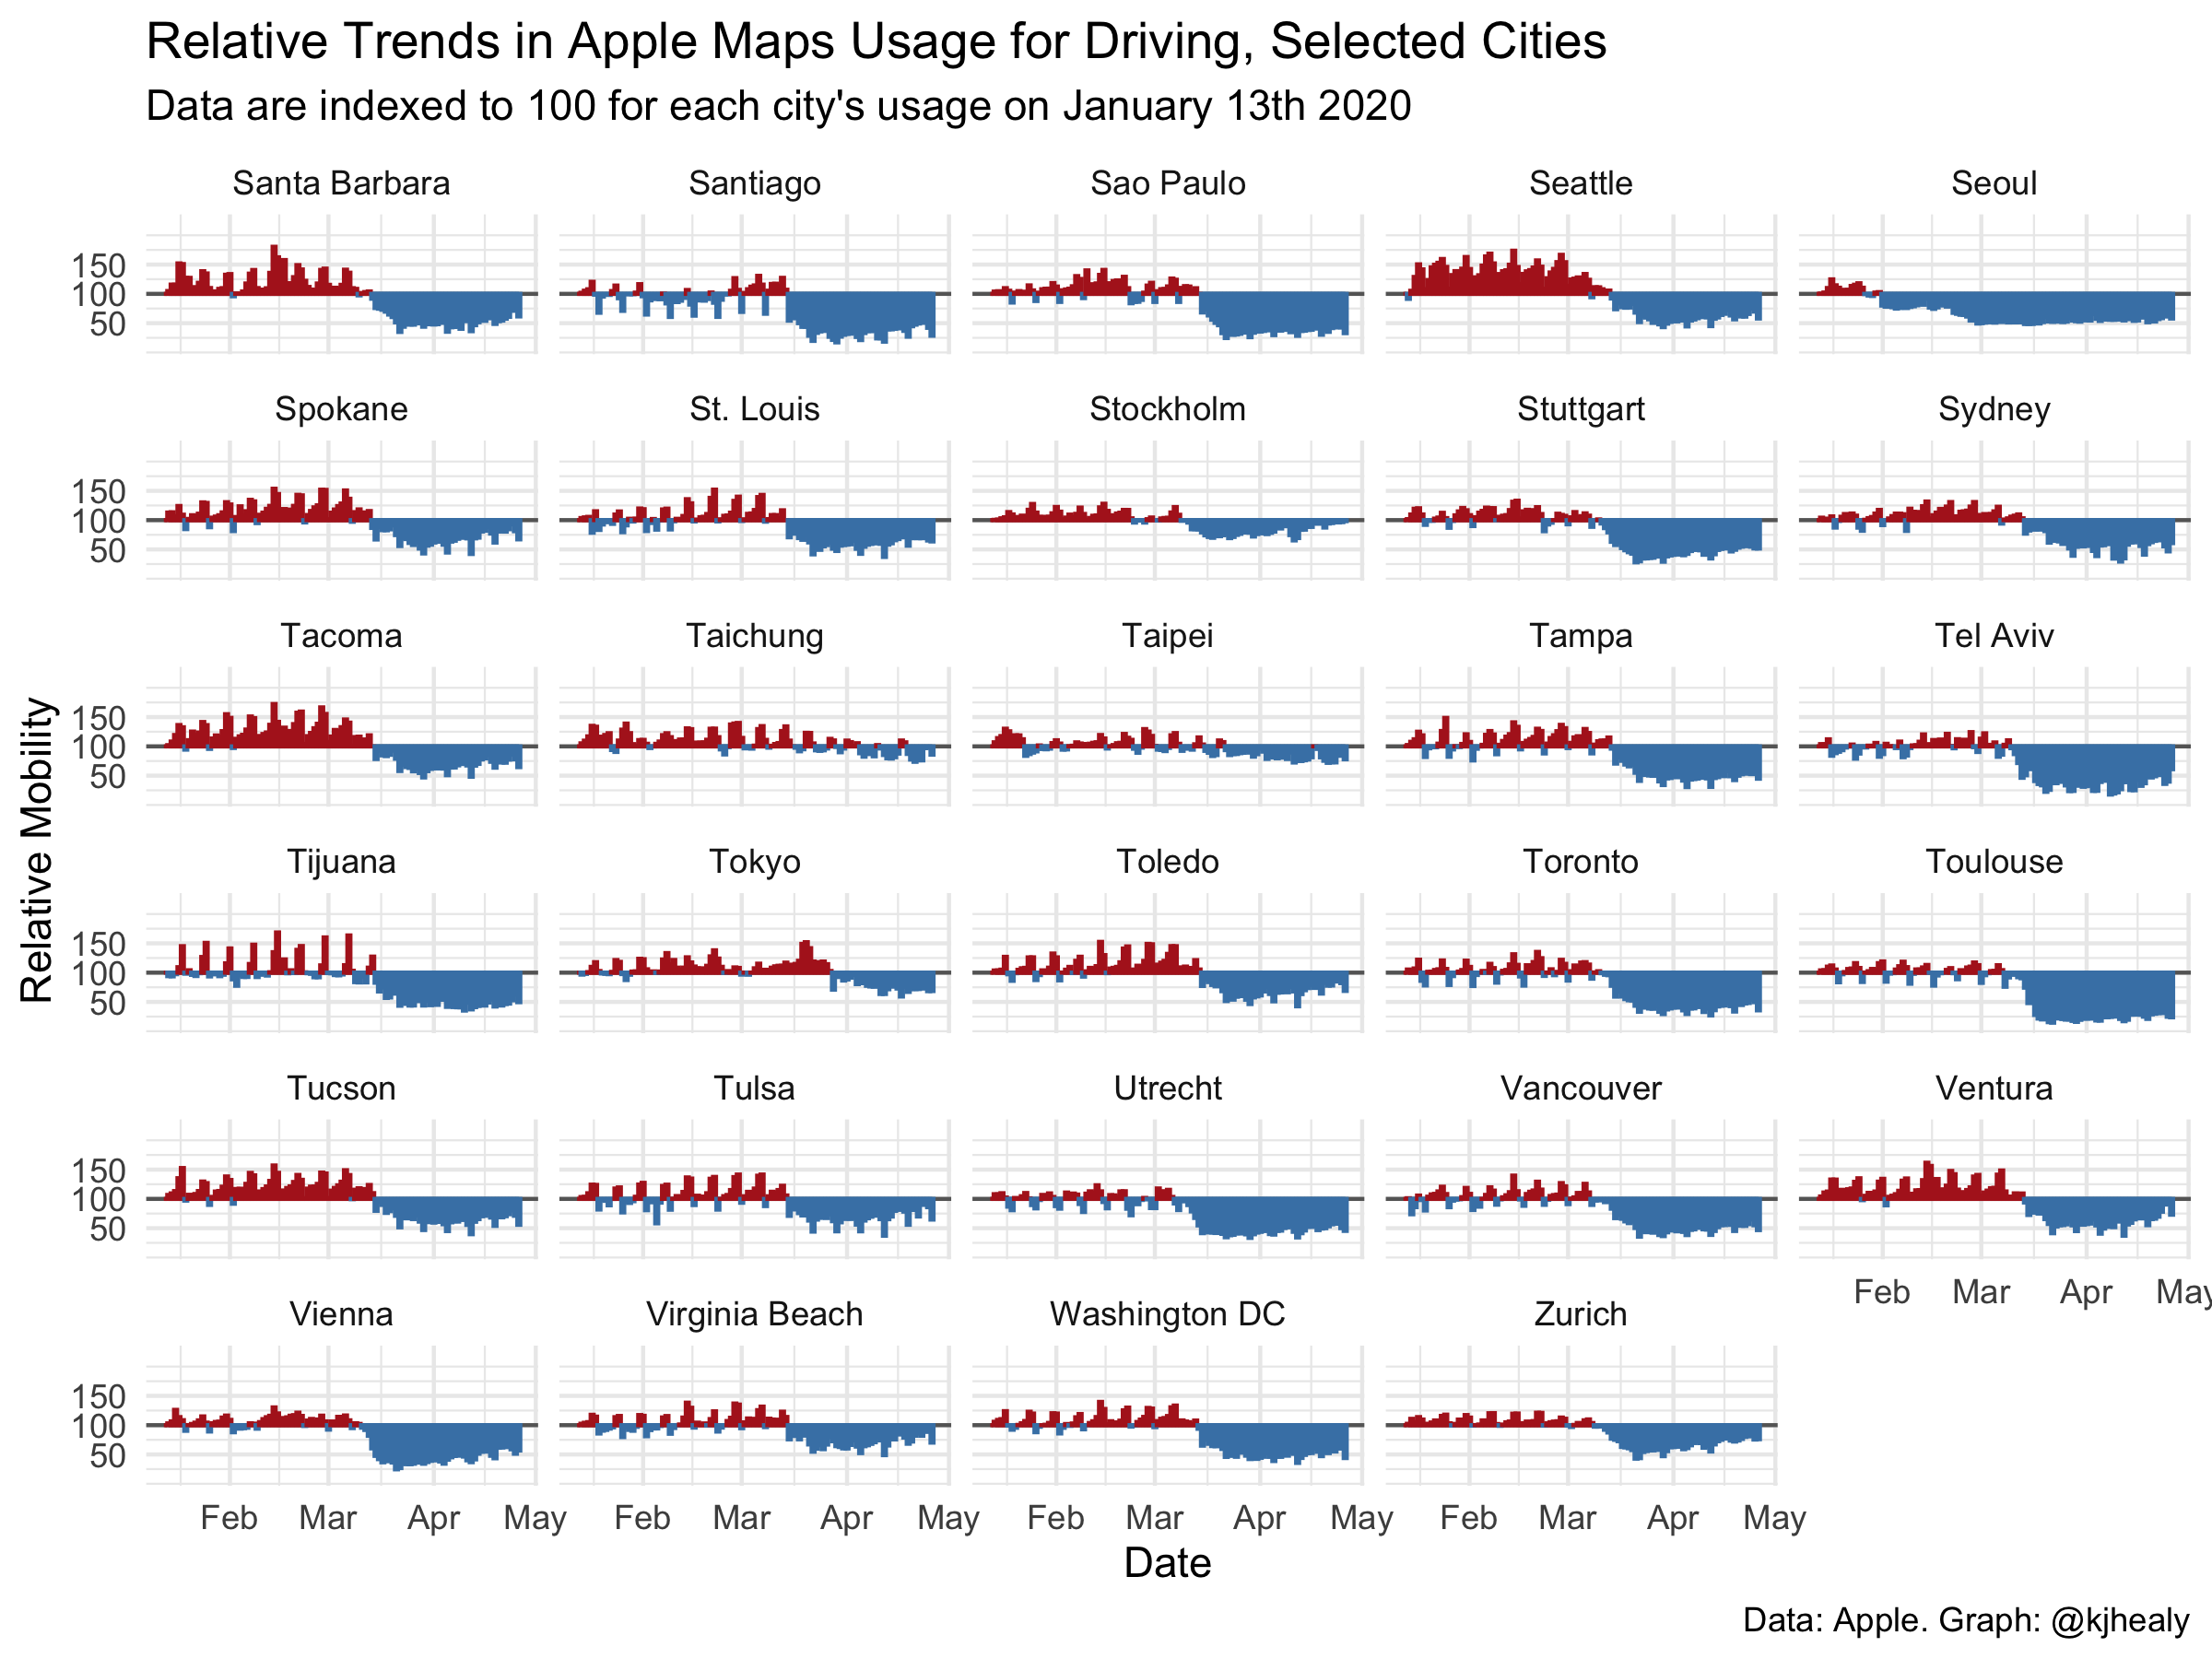 Relative Trends in Apple Maps Usage for Driving, Selected Cities
Data are indexed to 100 for each city's usage on January 13th 2020
Santa Barbara Santiago Sao Paulo Seattle Seoul
150
100
50
Spokane St. Louis Stockholm Stuttgart Sydney
150
100
50
Tacoma Taichung Taipei Tampa Tel Aviv
150
100
50
Tijuana Tokyo Toledo Toronto Toulouse
150
100
50
Tucson Tulsa Utrecht Vancouver Ventura
150
100
50
Feb Mar Apr May
Vienna Virginia Beach Washington DC Zurich
150
100
50
Feb Mar Apr May Feb Mar Apr May Feb Mar Apr May Feb Mar Apr May
Relative Mobility
Date
Data: Apple. Graph: @kjhealy